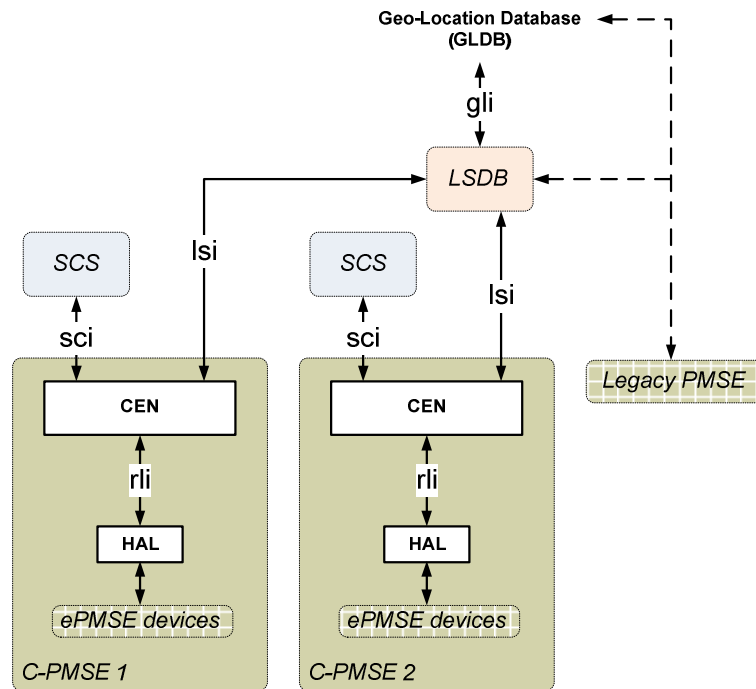 Geo-Location Database
(GLDB)
gli
LSDB
lsi
lsi
SCS
SCS
sci
sci
Legacy PMSE
CEN
CEN
rli
rli
HAL
HAL
ePMSE devices
ePMSE devices
C-PMSE 1
C-PMSE 2